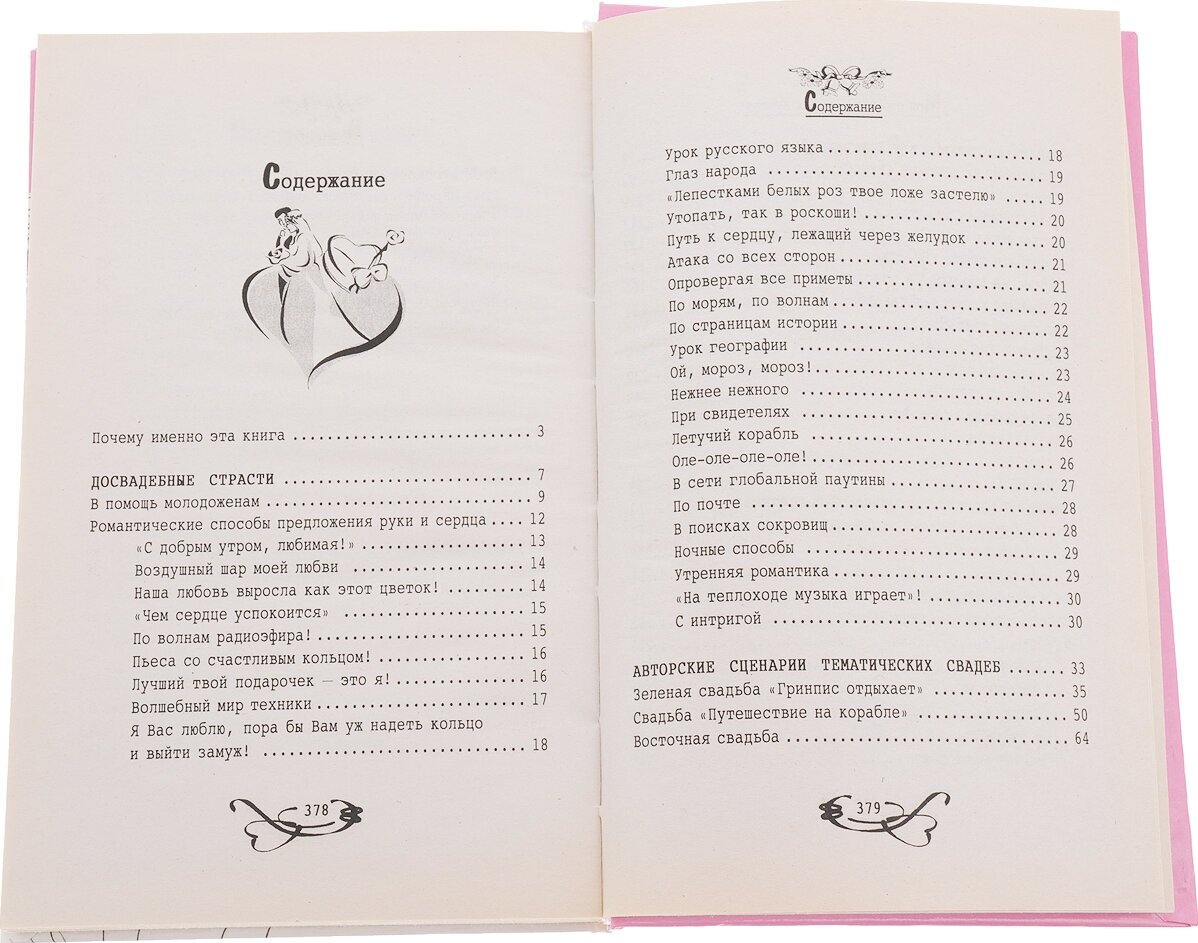 Содержание
Почему именно эта книга .......................... 3
ДОСВАДЕБНЫЕ СТРАСТИ .......................... 7
В помощь молодоженам .......................... 9
Романтические способы предложения руки и сердца .... 12
«С добрым утром, любимая!» .................... 13
Воздушный шар моей любви .................... 14
Наша любовь выросла как этот цветок! ......... 14
«Чем сердце успокоится» .................... 15
По волнам радиоэфира! .................... 15
Пьеса со счастливым кольцом! ................ 16
Лучший твой подарочек — это я! .............. 16
Волшебный мир техники .................... 17
Я Вас люблю, пора бы Вам уж надеть кольцо
и выйти замуж! .......................... 18
378
Содержание
Урок русского языка .......................... 18
Глаз народа .............................. 19
«Лепестками белых роз твое ложе застелю» ..... 19
Утопать, так в роскоши! .................... 20
Путь к сердцу, лежащий через желудок ........ 20
Атака со всех сторон .................... 21
Опровергая все приметы .................... 21
По морям, по волнам .................... 22
По страницам истории .................... 22
Урок географии .......................... 23
Ой, мороз, мороз! .......................... 23
Нежнее нежного .......................... 24
При свидетелях .......................... 25
Летучий корабль .......................... 26
Оле-оле-оле-оле! .......................... 26
В сети глобальной паутины .................... 27
По почте .............................. 28
В поисках сокровищ .................... 28
Ночные способы .......................... 29
Утренняя романтика .................... 29
«На теплоходе музыка играет»! ................ 30
С интригой .............................. 30
АВТОРСКИЕ СЦЕНАРИИ ТЕМАТИЧЕСКИХ СВАДЕБ ....... 33
Зеленая свадьба «Гринпис отдыхает» ............ 35
Свадьба «Путешествие на корабле» .............. 50
Восточная свадьба .............................. 64
379